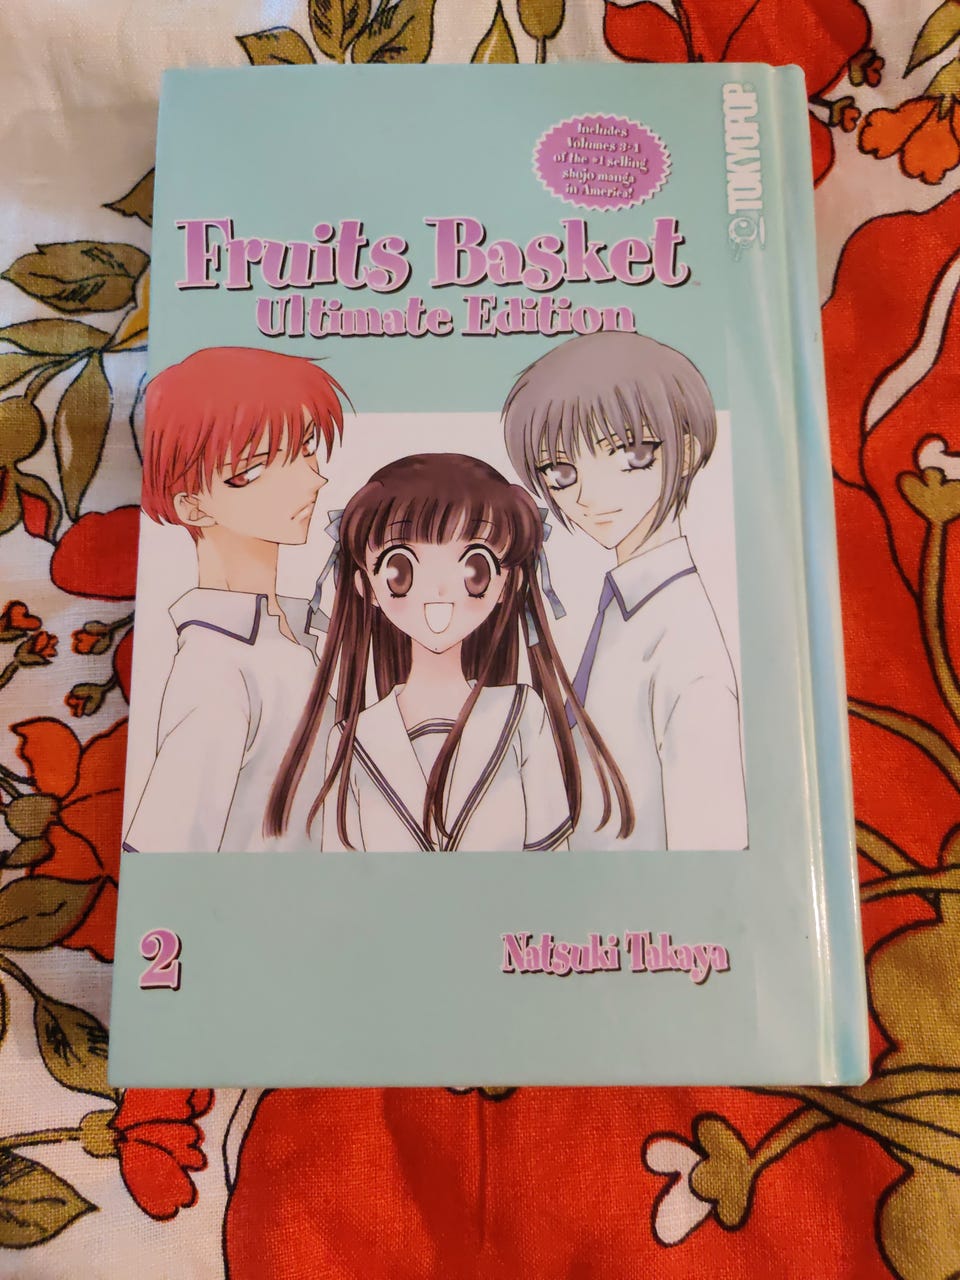 Includes
Volumes 3-4
of the #1 selling
shojo manga
in America!
TOKYOPOP
Fruits Basket
Ultimate Edition
2
Natsuki Takaya